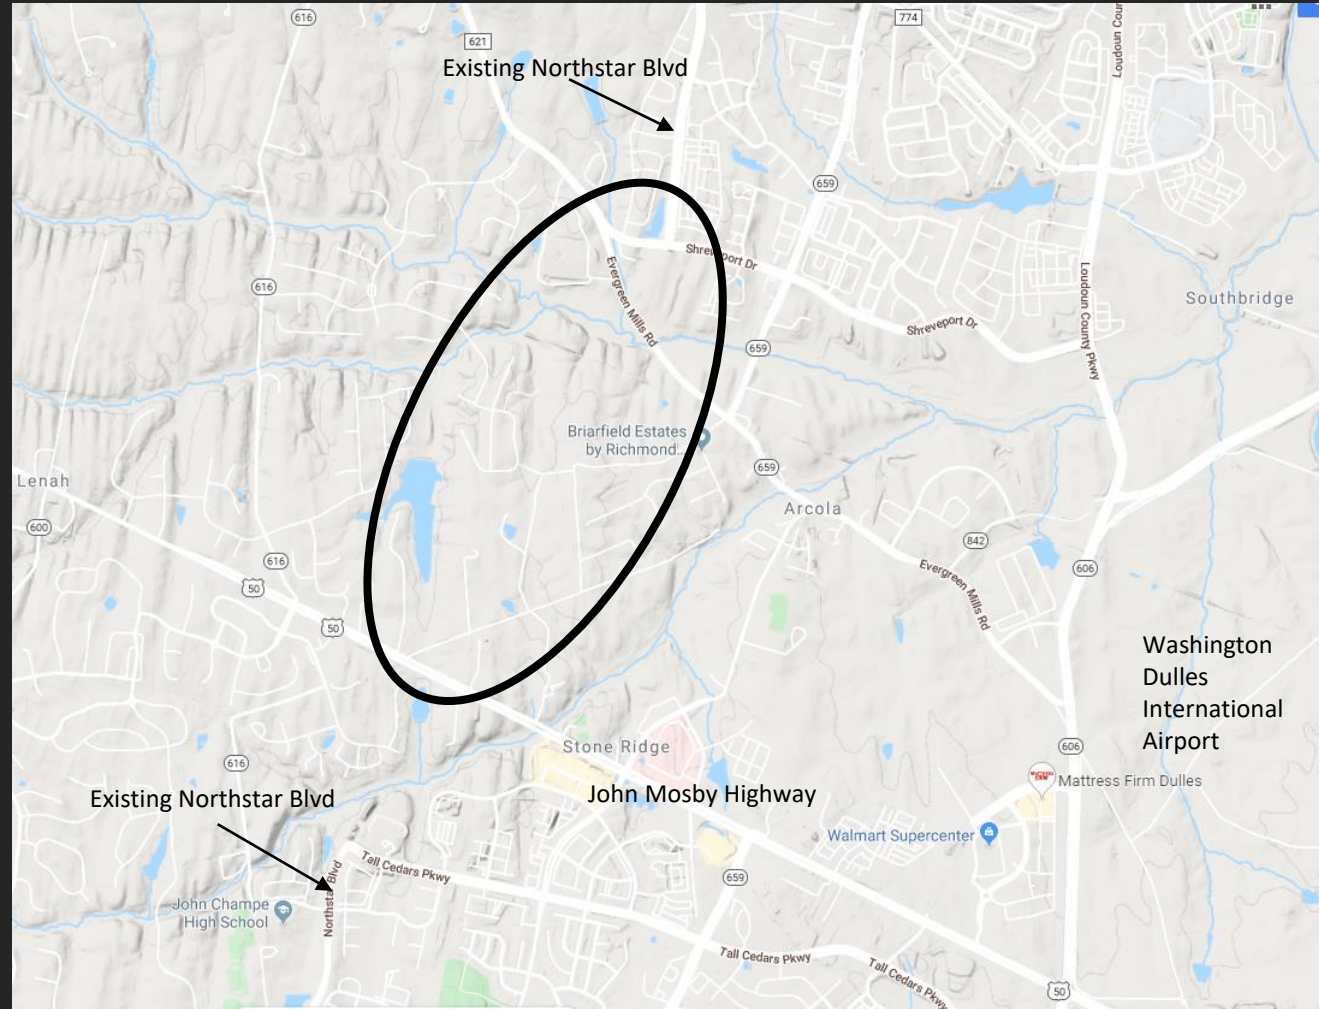 616
774
621
Loudoun Coun
Existing Northstar Blvd
659
Shreveport Dr
Evergreen Mills Rd
616
Loudoun County Pkwy
Southbridge
Shreveport Dr
659
Briarfield Estates
by Richmond...
659
Lenah
Arcola
600
842
Evergreen Mills Rd
616
606
50
50
Washington
Dulles
International
Airport
Stone Ridge
606
616
Mattress Firm Dulles
Existing Northstar Blvd
John Mosby Highway
Walmart Supercenter
Tall Cedars Pkwy
659
Northstar Blvd
John Champe
High School
Tall Cedars Pkwy
Tall Cedars Pkwy
50